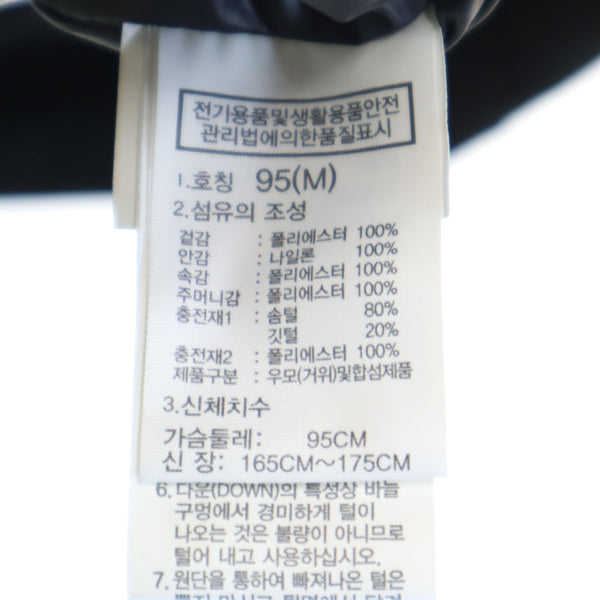 전기용품및생활용품안전
관리법에의한품질표시
1.호칭 95(M)
2.섬유의 조성
겉감 : 폴리에스터 100%
안감 : 나일론 100%
속감 : 폴리에스터 100%
주머니감 : 폴리에스터 100%
충전재1 : 솜털 80%
깃털 20%
충전재2 : 폴리에스터 100%
제품구분 : 우모(거위)및합섬제품
3.신체치수
가슴둘레: 95CM
신 장: 165CM~175CM
6.다운(DOWN)의 특성상 바늘
구멍에서 경미하게 털이
나오는 것은 불량이 아니므로
털어 내고 사용하십시오.
7.원단을 통하여 빠져나온 털은